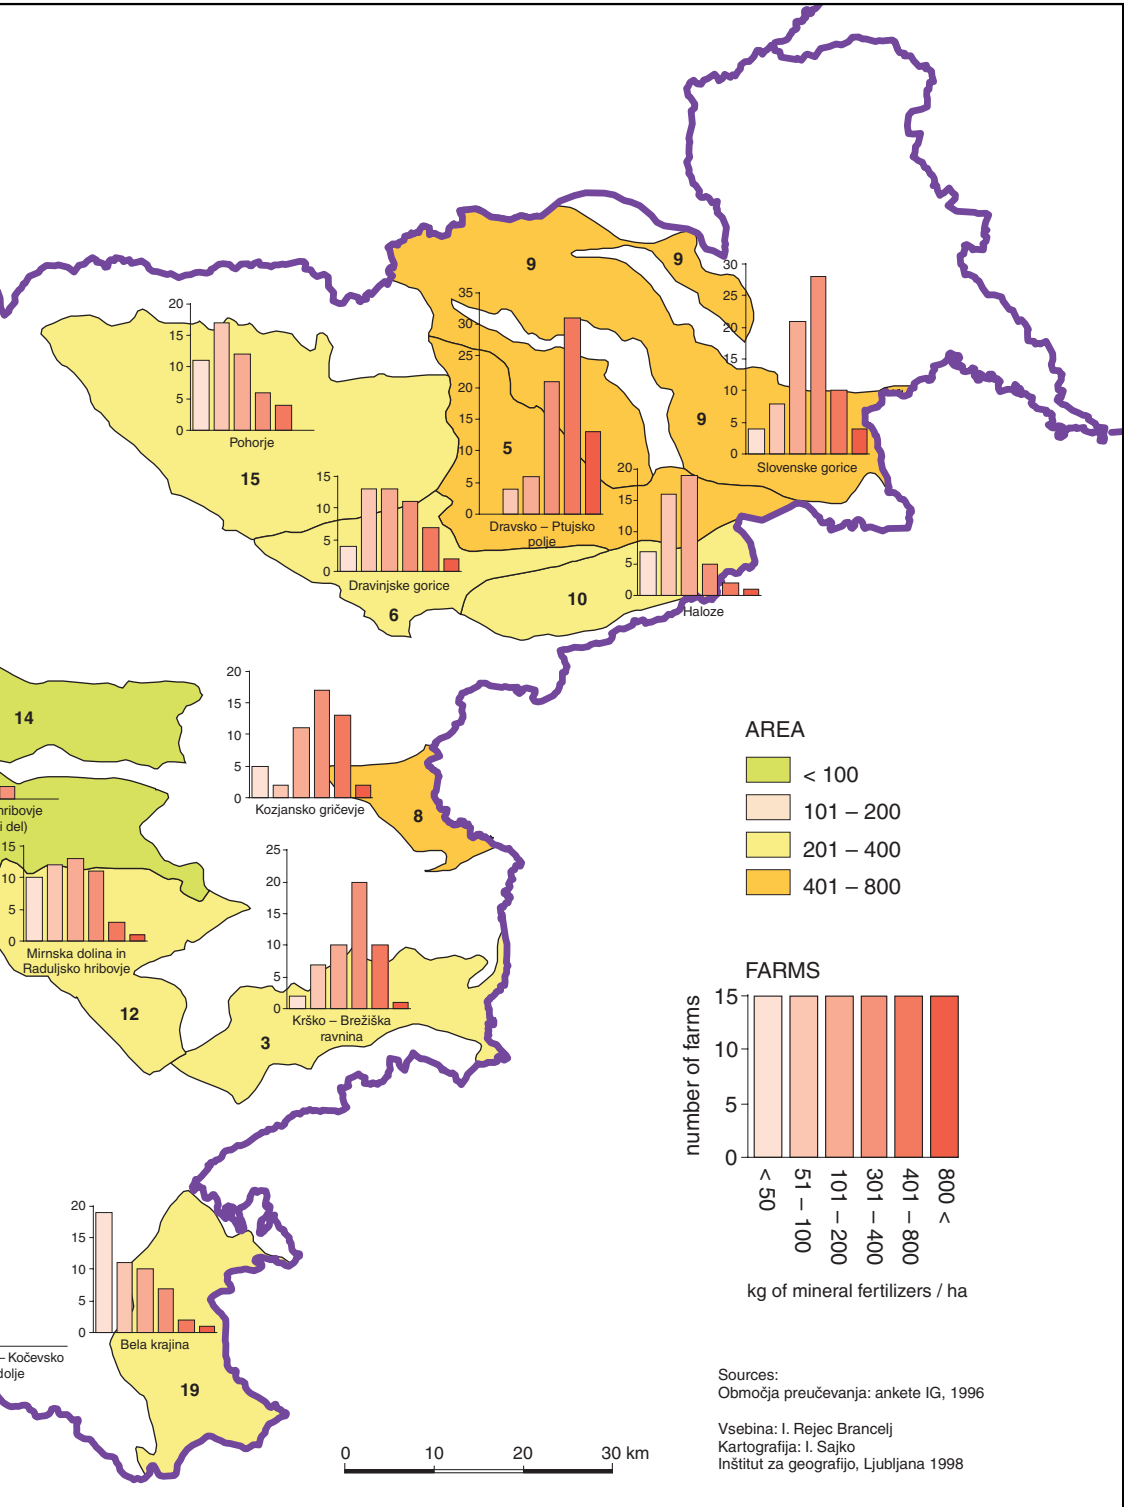 9
9
30
25
20
15
10
5
0
Slovenske gorice
9
35
30
25
20
15
10
5
0
Dravsko – Ptujsko
polje
5
20
15
10
5
0
Pohorje
15
15
10
5
0
Dravinjske gorice
6
20
15
10
5
0
Haloze
10
14
20
15
10
5
0
Kozjansko gričevje
8
hribovje
i del)
15
10
5
0
Mirnska dolina in
Raduljsko hribovje
12
25
20
15
10
5
0
Krško – Brežiška
ravnina
3
20
15
10
5
0
Bela krajina
19
– Kočevsko
dolje
AREA
< 100
101 – 200
201 – 400
401 – 800
FARMS
number of farms
15
10
5
0
< 50
51 – 100
101 – 200
301 – 400
401 – 800
800 <
kg of mineral fertilizers / ha
Sources:
Območja preučevanja: ankete IG, 1996
Vsebina: I. Rejec Brancelj
Kartografija: I. Sajko
Inštitut za geografijo, Ljubljana 1998
0 10 20 30 km